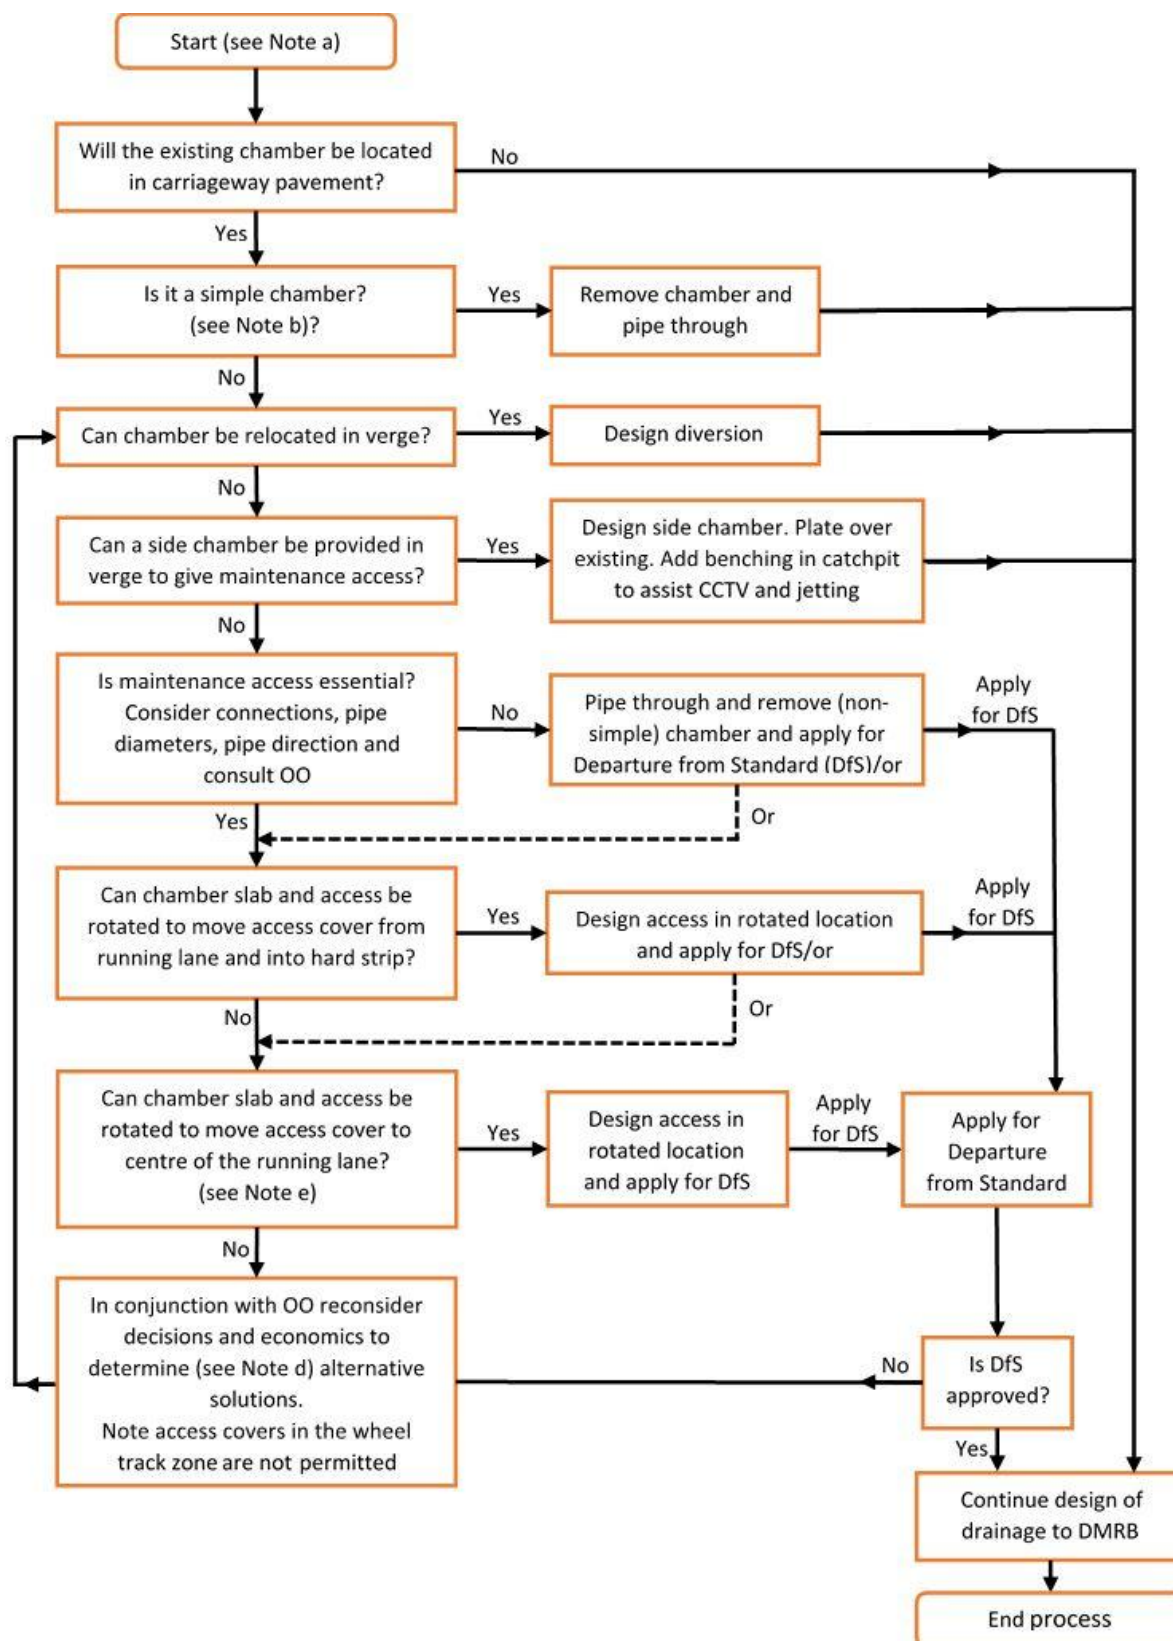 Start (see Note a)
Will the existing chamber be located
in carriageway pavement?
No
Yes
Is it a simple chamber?
(see Note b)?
Yes
Remove chamber and
pipe through
No
Can chamber be relocated in verge?
Yes
Design diversion
No
Can a side chamber be provided in
verge to give maintenance access?
Yes
Design side chamber. Plate over
existing. Add benching in catchpit
to assist CCTV and jetting
No
Is maintenance access essential?
Consider connections, pipe
diameters, pipe direction and
consult OO
No
Pipe through and remove (non-
simple) chamber and apply for
Departure from Standard (DfS)/or
Apply
for DfS
Yes
Or
Can chamber slab and access be
rotated to move access cover from
running lane and into hard strip?
Yes
Design access in rotated location
and apply for DfS/or
Apply
for DfS
No
Or
Can chamber slab and access be
rotated to move access cover to
centre of the running lane?
(see Note e)
Yes
Design access in
rotated location
and apply for DfS
Apply
for DfS
Apply for
Departure
from Standard
No
In conjunction with OO reconsider
decisions and economics to
determine (see Note d) alternative
solutions.
Note access covers in the wheel
track zone are not permitted
No
Is DfS
approved?
Yes
Continue design of
drainage to DMRB
End process